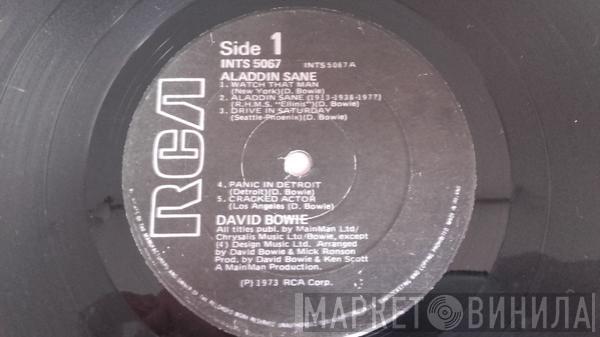 RCA
Side 1
INTS 5067 INTS 5067 A
ALADDIN SANE
1. WATCH THAT MAN
(New York)(D. Bowie)
2. ALADDIN SANE (1913-1938-197?)
(R.H.M.S. "Ellinis")(D. Bowie)
3. DRIVE IN SATURDAY
(Seattle-Phoenix)(D. Bowie)
4. PANIC IN DETROIT
(Detroit)(D. Bowie)
5. CRACKED ACTOR
(Los Angeles (D. Bowie)
DAVID BOWIE
All titles publ. by MainMan Ltd/
Chrysalis Music Ltd/Bowie, except
(4) Design Music Ltd. Arranged
by David Bowie & Mick Ronson
Prod. by David Bowie & Ken Scott
A MainMan Production.
(P) 1973 RCA Corp.
МАРКЕТ ВИНИЛА